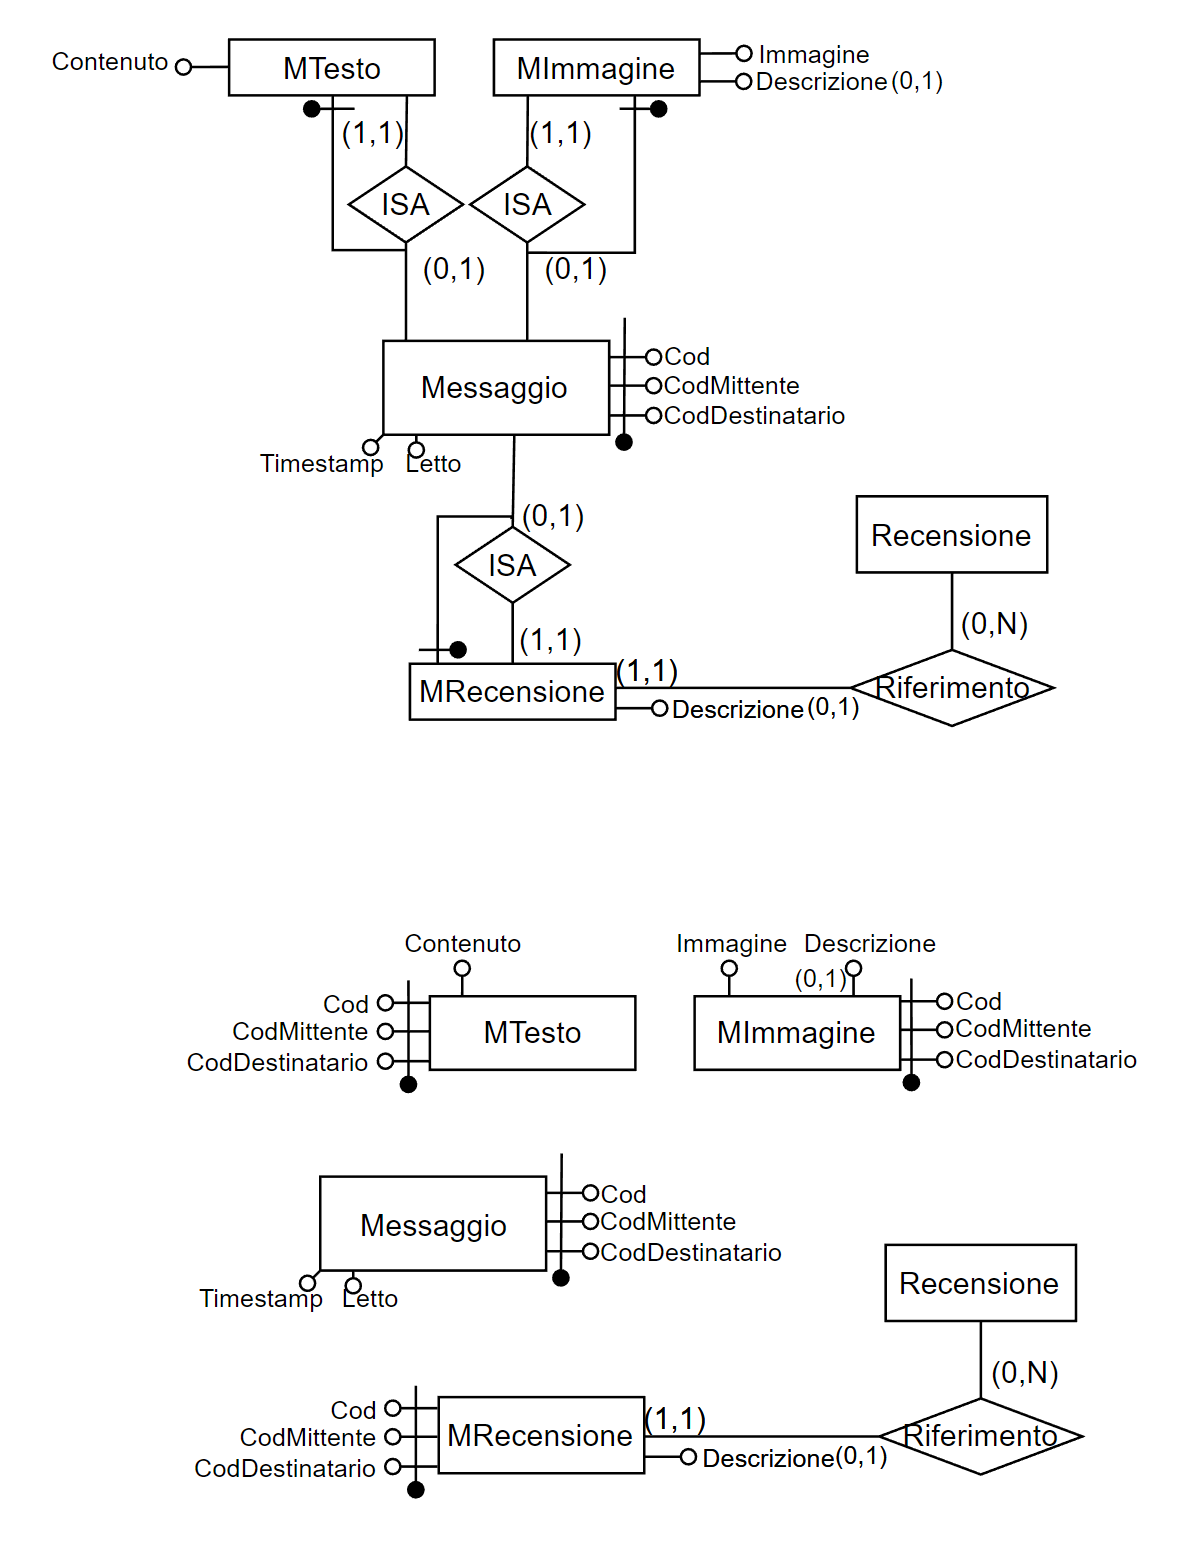 Contenuto
MTesto
MImmagine
Immagine
Descrizione (0,1)
(1,1)
(1,1)
ISA
ISA
(0,1)
(0,1)
Messaggio
Cod
CodMittente
CodDestinatario
Timestamp
Letto
(0,1)
ISA
(1,1)
MRecensione
(1,1)
Descrizione (0,1)
Recensione
(0,N)
Riferimento
Contenuto
Cod
CodMittente
CodDestinatario
MTesto
Immagine
Descrizione
(0,1)
MImmagine
Cod
CodMittente
CodDestinatario
Messaggio
Cod
CodMittente
CodDestinatario
Timestamp
Letto
Recensione
(0,N)
Riferimento
Cod
CodMittente
CodDestinatario
MRecensione
(1,1)
Descrizione (0,1)